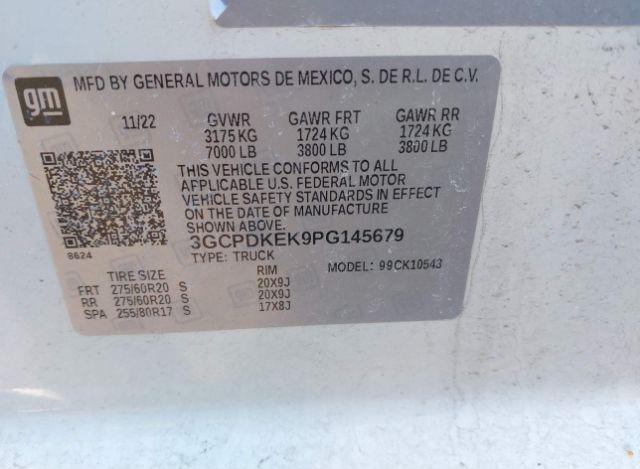 gm
MFD BY GENERAL MOTORS DE MEXICO, S. DE R.L. DE C.V.
11/22 GVWR GAWR FRT GAWR RR
3175 KG 1724 KG 1724 KG
7000 LB 3800 LB 3800 LB
THIS VEHICLE CONFORMS TO ALL
APPLICABLE U.S. FEDERAL MOTOR
VEHICLE SAFETY STANDARDS IN EFFECT
ON THE DATE OF MANUFACTURE
SHOWN ABOVE.
8624 3GCPDKEK9PG145679
TYPE: TRUCK MODEL: 99CK10543
TIRE SIZE RIM
FRT 275/60R20 S 20X9J
RR 275/60R20 S 20X9J
SPA 255/80R17 S 17X8J